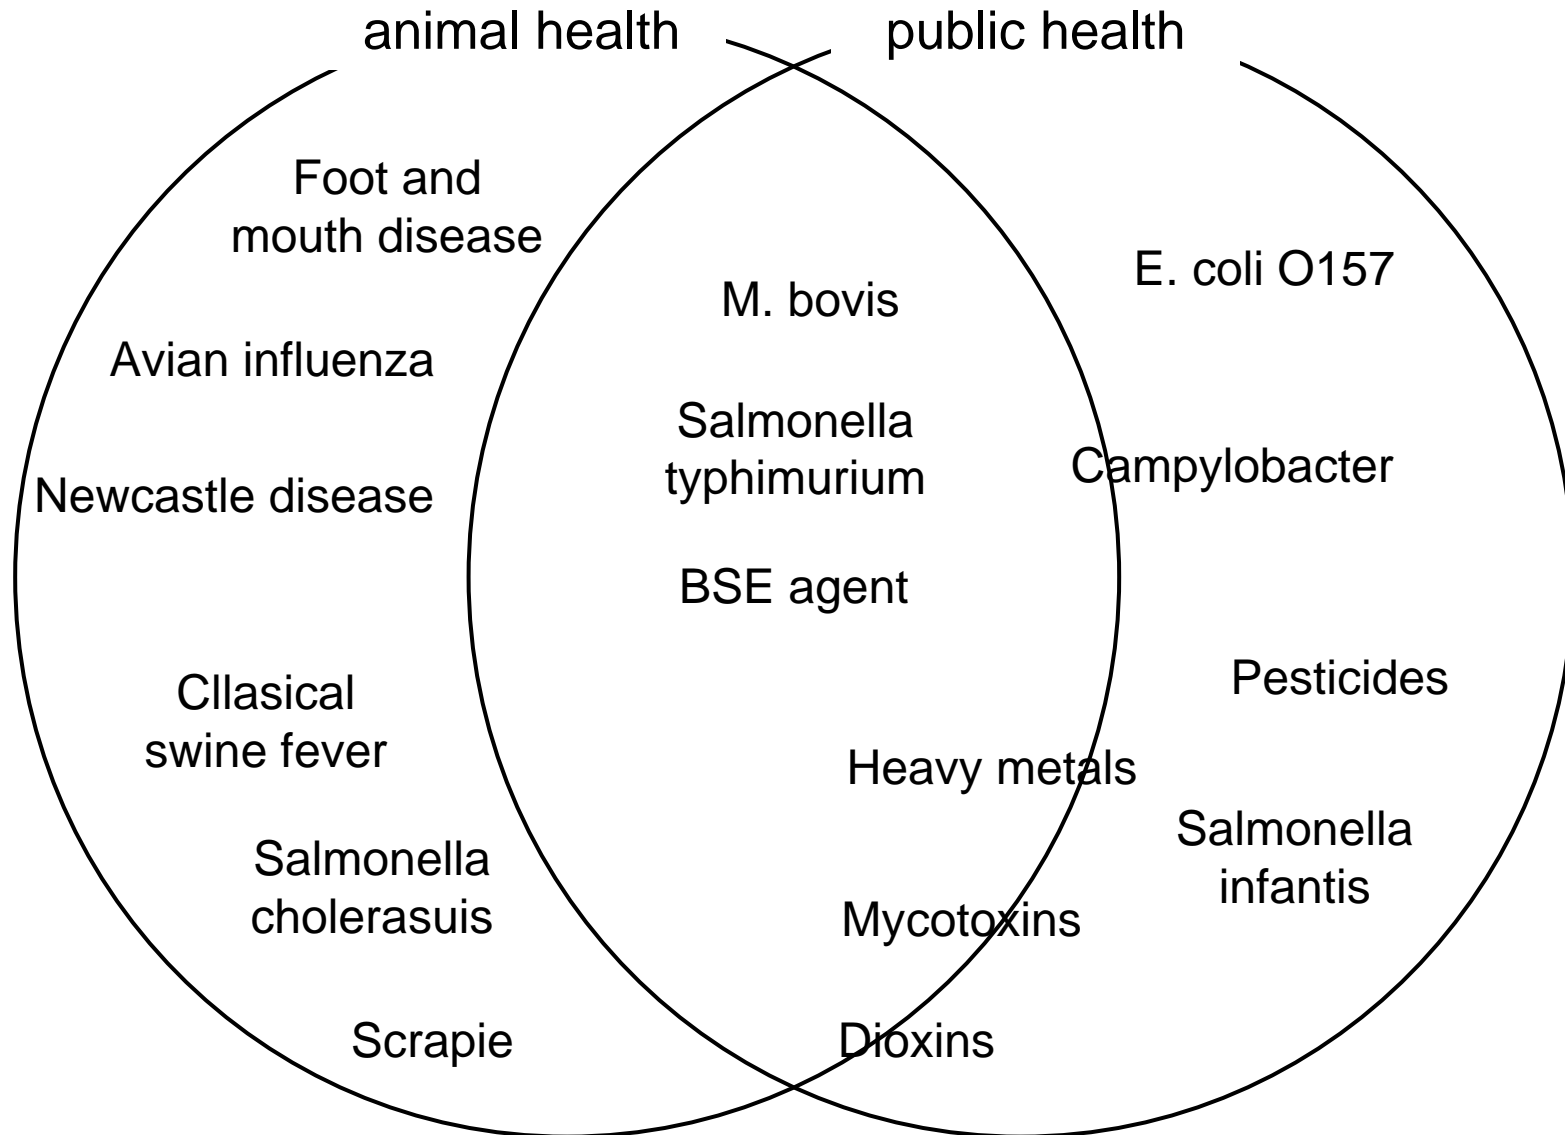 animal health
public health
Foot and
mouth disease
Avian influenza
Newcastle disease
Cllasical
swine fever
Salmonella
cholerasuis
Scrapie
M. bovis
Salmonella
typhimurium
BSE agent
Heavy metals
Mycotoxins
Dioxins
E. coli O157
Campylobacter
Pesticides
Salmonella
infantis